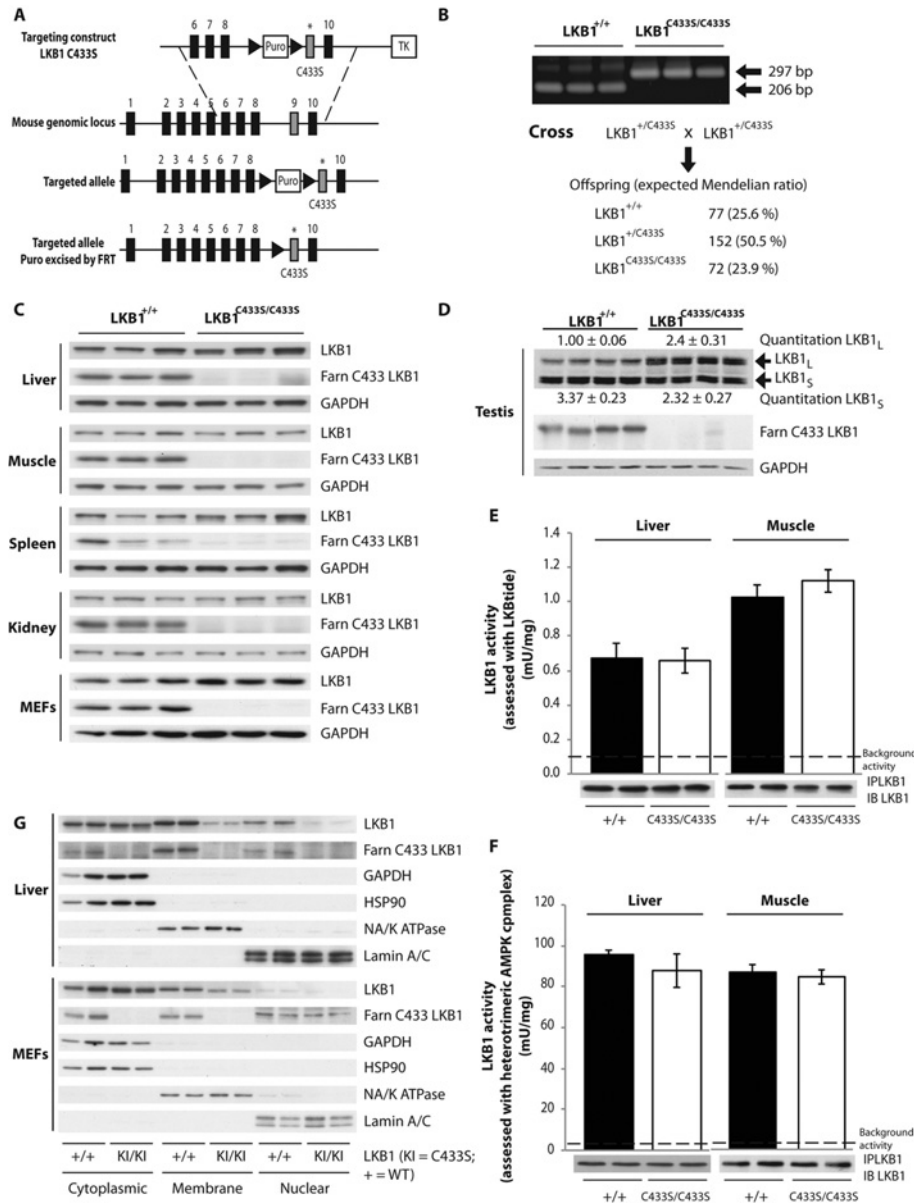 A
Targeting construct
LKB1 C433S
6 7 8 * 10
Puro
TK
C433S
Mouse genomic locus
1 2 3 4 5 6 7 8 9 10
Targeted allele
1 2 3 4 5 6 7 8 * 10
Puro
C433S
Targeted allele
Puro excised by FRT
1 2 3 4 5 6 7 8 * 10
C433S
B
LKB1+/+ LKB1C433S/C433S
297 bp
206 bp
Cross LKB1+/C433S X LKB1+/C433S
Offspring (expected Mendelian ratio)
LKB1+/+ 77 (25.6 %)
LKB1+/C433S 152 (50.5 %)
LKB1C433S/C433S 72 (23.9 %)
C
LKB1+/+ LKB1C433S/C433S
Liver
LKB1
Farn C433 LKB1
GAPDH
Muscle
LKB1
Farn C433 LKB1
GAPDH
Spleen
LKB1
Farn C433 LKB1
GAPDH
Kidney
LKB1
Farn C433 LKB1
GAPDH
MEFs
LKB1
Farn C433 LKB1
GAPDH
D
LKB1+/+ LKB1C433S/C433S
1.00 ± 0.06 2.4 ± 0.31 Quantitation LKB1L
LKB1L
LKB1S
3.37 ± 0.23 2.32 ± 0.27 Quantitation LKB1S
Testis
Farn C433 LKB1
GAPDH
E
Liver Muscle
LKB1 activity
(assessed with LKBtide)
(mU/mg)
1.4
1.2
1.0
0.8
0.6
0.4
0.2
0.0
Background
activity
IPLKB1
IB LKB1
+/+ C433S/C433S +/+ C433S/C433S
F
Liver Muscle
LKB1 activity
(assessed with heterotrimeric AMPK cpmplex)
(mU/mg)
120
100
80
60
40
20
0
Background
activity
IPLKB1
IB LKB1
+/+ C433S/C433S +/+ C433S/C433S
G
Liver
LKB1
Farn C433 LKB1
GAPDH
HSP90
NA/K ATPase
Lamin A/C
MEFs
LKB1
Farn C433 LKB1
GAPDH
HSP90
NA/K ATPase
Lamin A/C
+/+ KI/KI +/+ KI/KI +/+ KI/KI LKB1 (KI = C433S;
+ = WT)
Cytoplasmic Membrane Nuclear